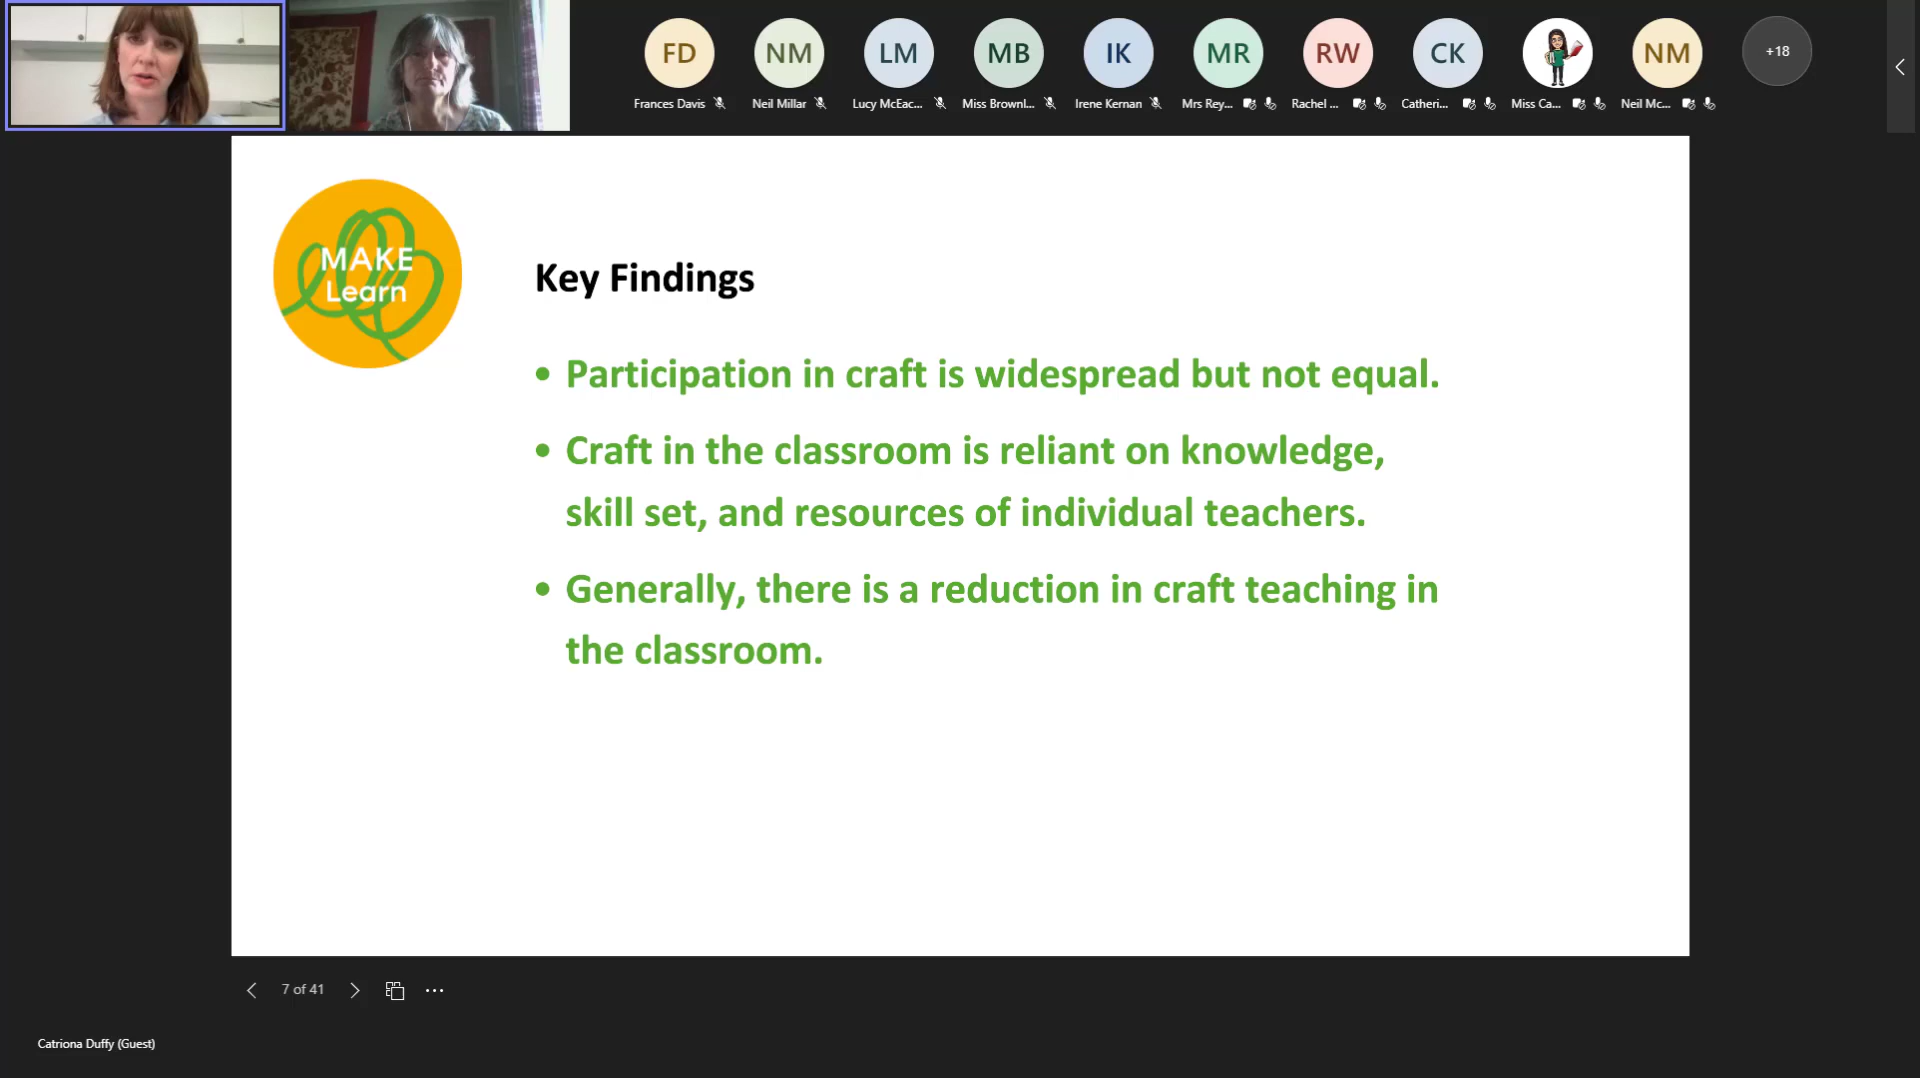 FD
NM
LM
MB
IK
MR
RW
CK
NM
+18
Frances Davis
Neil Millar
Lucy McEac...
Miss Brownl...
Irene Kernan
Mrs Rey...
Rachel ...
Catheri...
Miss Ca...
Neil Mc...
MAKE
Learn
Key Findings
• Participation in craft is widespread but not equal.
• Craft in the classroom is reliant on knowledge,
skill set, and resources of individual teachers.
• Generally, there is a reduction in craft teaching in
the classroom.
7 of 41
Catriona Duffy (Guest)